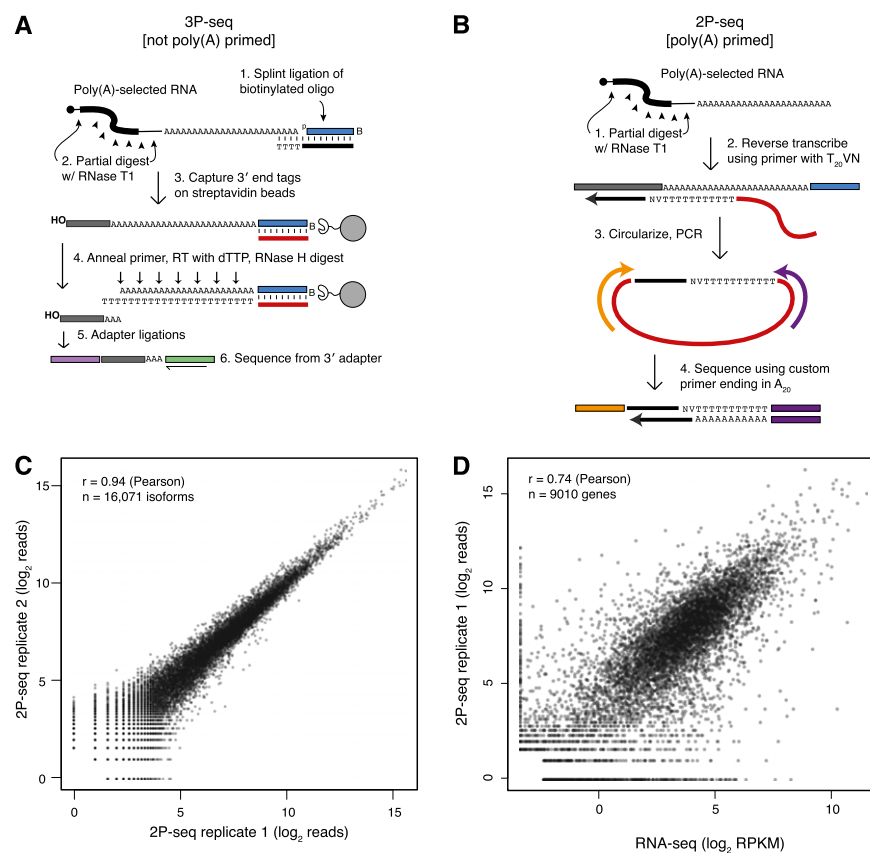 A
3P-seq
[not poly(A) primed]
1. Splint ligation of
biotinylated oligo
Poly(A)-selected RNA
AAAAAAAAAAAAAAAAAAAAAAAA
p
B
TTTT
2. Partial digest
w/ RNase T1
3. Capture 3′ end tags
on streptavidin beads
HO
AAAAAAAAAAAAAAAAAAAAAAAAAA
B
4. Anneal primer, RT with dTTP, RNase H digest
AAAAAAAAAAAAAAAAAAAAAAAA
B
TTTTTTTTTTTTTTTTTTTTTTTTTTT
HO
AAA
5. Adapter ligations
AAA
6. Sequence from 3′ adapter
B
2P-seq
[poly(A) primed]
Poly(A)-selected RNA
AAAAAAAAAAAAAAAAAAAAAAAA
1. Partial digest
w/ RNase T1
2. Reverse transcribe
using primer with T20VN
AAAAAAAAAAAAAAAAAAAAAAAAAA
NVTTTTTTTTTTT
3. Circularize, PCR
NVTTTTTTTTTTT
4. Sequence using custom
primer ending in A20
NVTTTTTTTTTTT
AAAAAAAAAAA
C
r = 0.94 (Pearson)
n = 16,071 isoforms
2P-seq replicate 2 (log2 reads)
15
10
5
0
0 5 10 15
2P-seq replicate 1 (log2 reads)
D
r = 0.74 (Pearson)
n = 9010 genes
2P-seq replicate 1 (log2 reads)
15
10
5
0
0 5 10
RNA-seq (log2 RPKM)